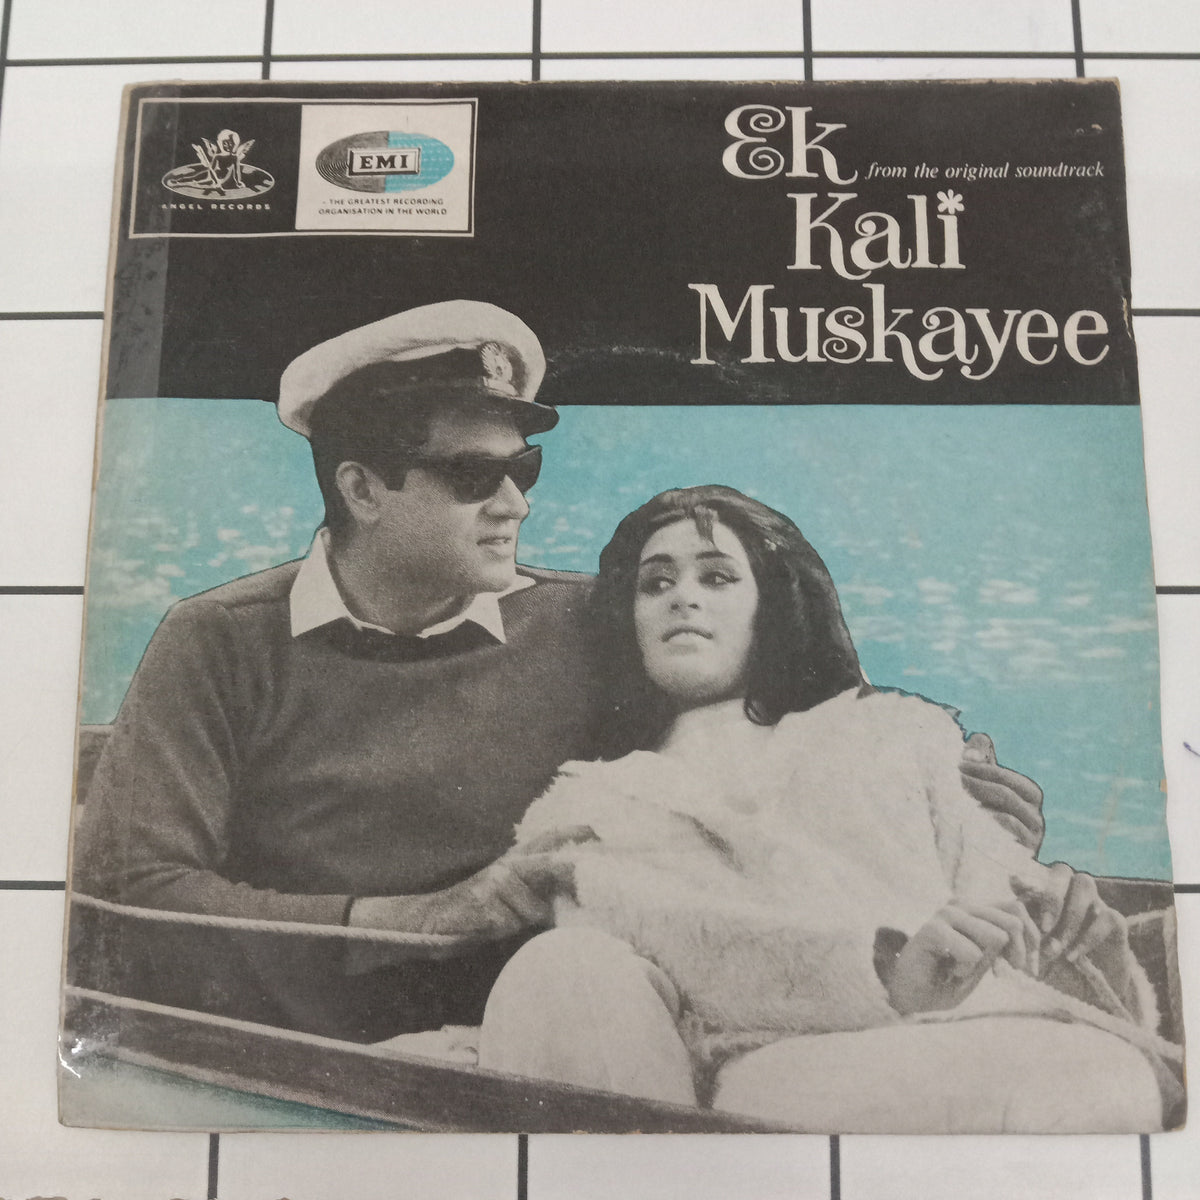 ANGEL RECORDS
EMI
- THE GREATEST RECORDING
ORGANISATION IN THE WORLD
Ek
from the original soundtrack
Kali
Muskayee